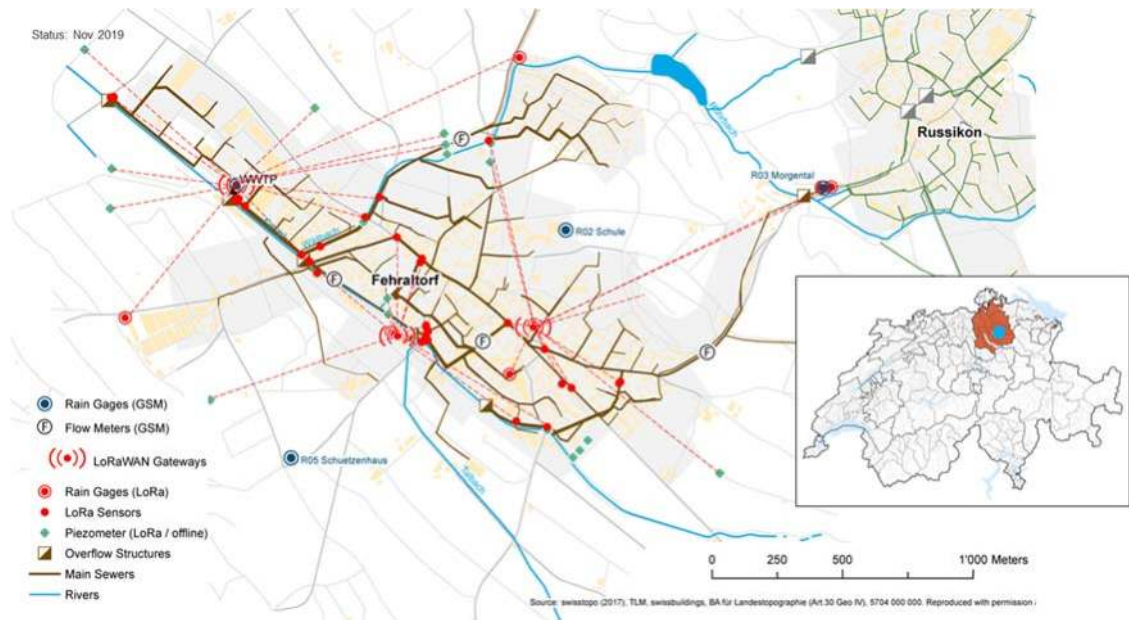 Status: Nov 2019
Russikon
R03 Morgental
WWTP
R02 Schule
Fehraltorf
R05 Schuetzenhaus
Rain Gages (GSM)
F Flow Meters (GSM)
LoRaWAN Gateways
Rain Gages (LoRa)
LoRa Sensors
Piezometer (LoRa / offline)
Overflow Structures
Main Sewers
Rivers
F
F
F
F
0 250 500 1'000 Meters
Source: swisstopo (2017), TLM, swissbuildings, BA für Landestopographie (Art.30 Geo IV), 5704 000 000. Reproduced with permission